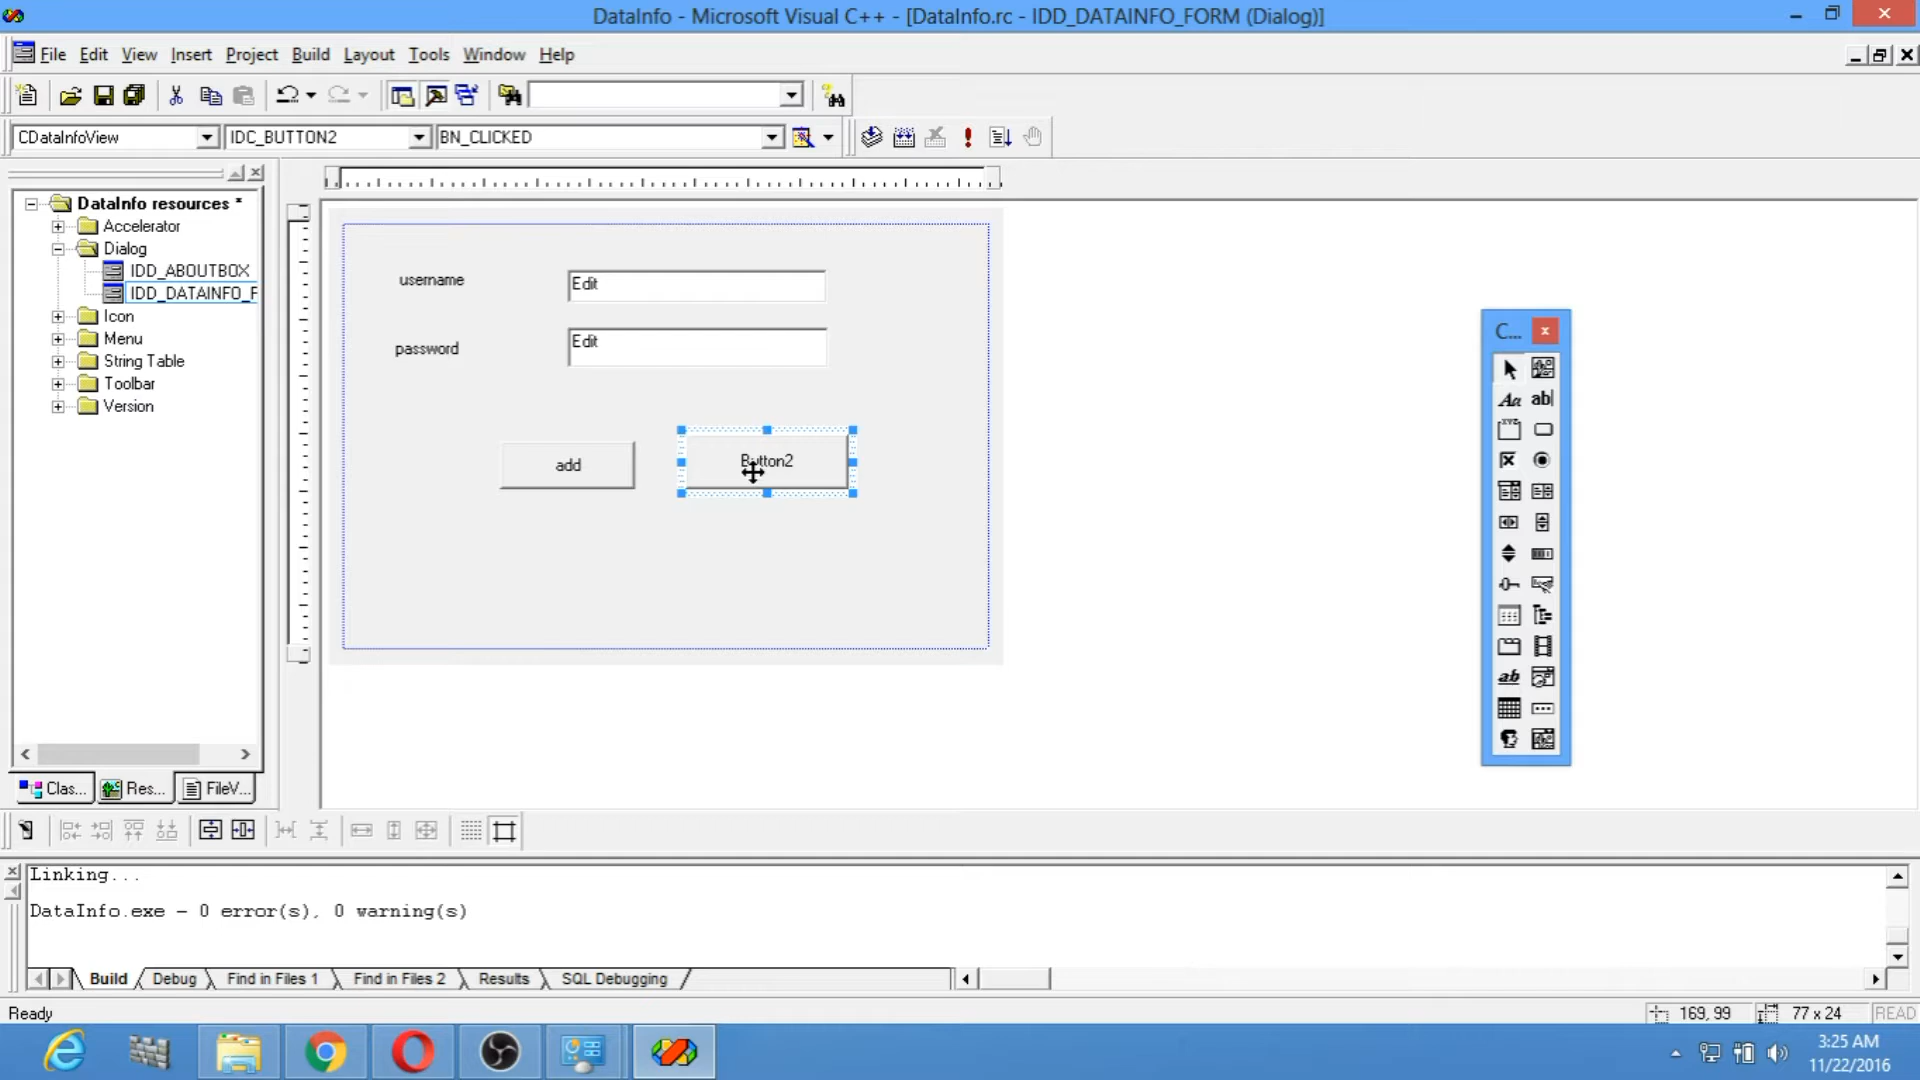 DataInfo - Microsoft Visual C++ - [DataInfo.rc - IDD_DATAINFO_FORM (Dialog)]
File Edit View Insert Project Build Layout Tools Window Help
CDataInfoView IDC_BUTTON2 BN_CLICKED
DataInfo resources *
Accelerator
Dialog
IDD_ABOUTBOX
IDD_DATAINFO_F
Icon
Menu
String Table
Toolbar
Version
Clas... Res... FileV...
username Edit
password Edit
add Button2
C...
Aa ab|
ab
Linking...
DataInfo.exe - 0 error(s), 0 warning(s)
Build Debug Find in Files 1 Find in Files 2 Results SQL Debugging
Ready 169, 99 77 x 24 READ
3:25 AM
11/22/2016